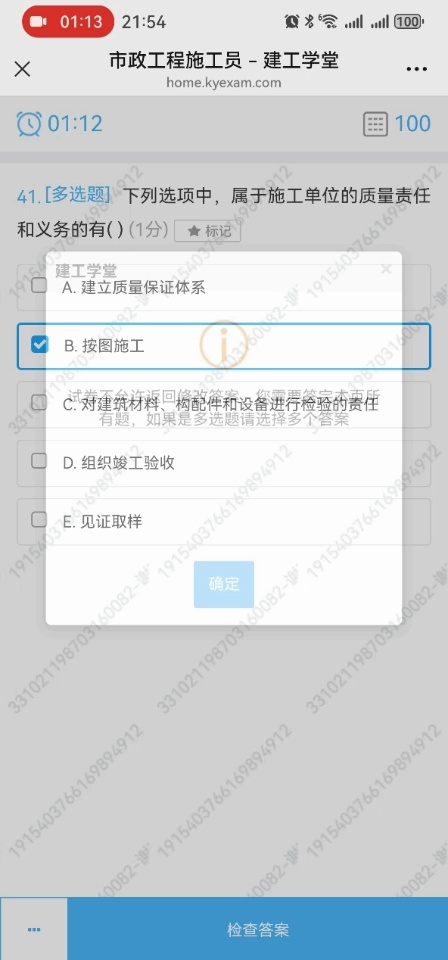 01:13
21:54
100
市政工程施工员 - 建工学堂
home.kyexam.com
01:12
100
41. [多选题] 下列选项中，属于施工单位的质量责任
和义务的有( ) (1分) ★ 标记
建工学堂
A. 建立质量保证体系
B. 按图施工
试卷不允许返回修改答案，您需要答完本页所
C. 对建筑材料、构配件和设备进行检验的责任
有题，如果是多选题请选择多个答案
D. 组织竣工验收
E. 见证取样
确定
检查答案
1915403766169894912
331021198703160082-